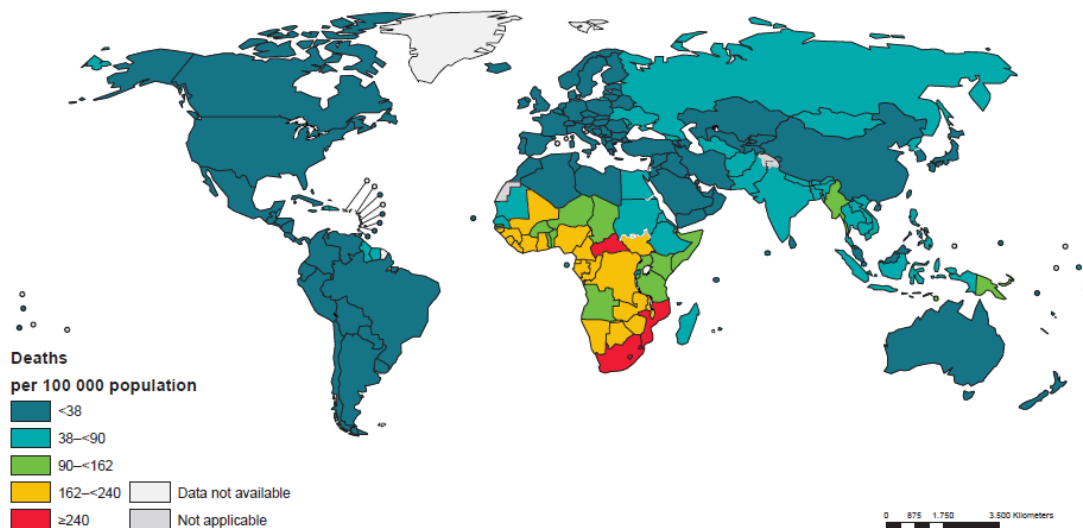 Deaths
per 100 000 population
<38
38–<90
90–<162
162–<240
Data not available
≥240
Not applicable
0 875 1.750 3.500 Kilometers